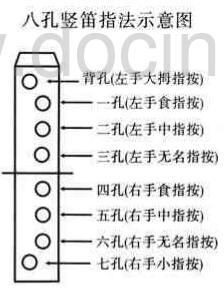 八孔竖笛指法示意图
w.docin
背孔(左手大拇指按)
一孔(左手食指按)
二孔(左手中指按)
三孔(左手无名指按)
四孔(右手食指按)
五孔(右手中指按)
六孔(右手无名指按)
七孔(右手小指按)